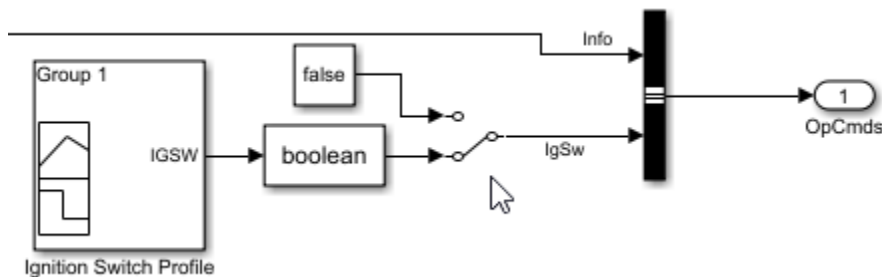 Info
Group 1
false
1
OpCmds
IGSW
boolean
IgSw
Ignition Switch Profile